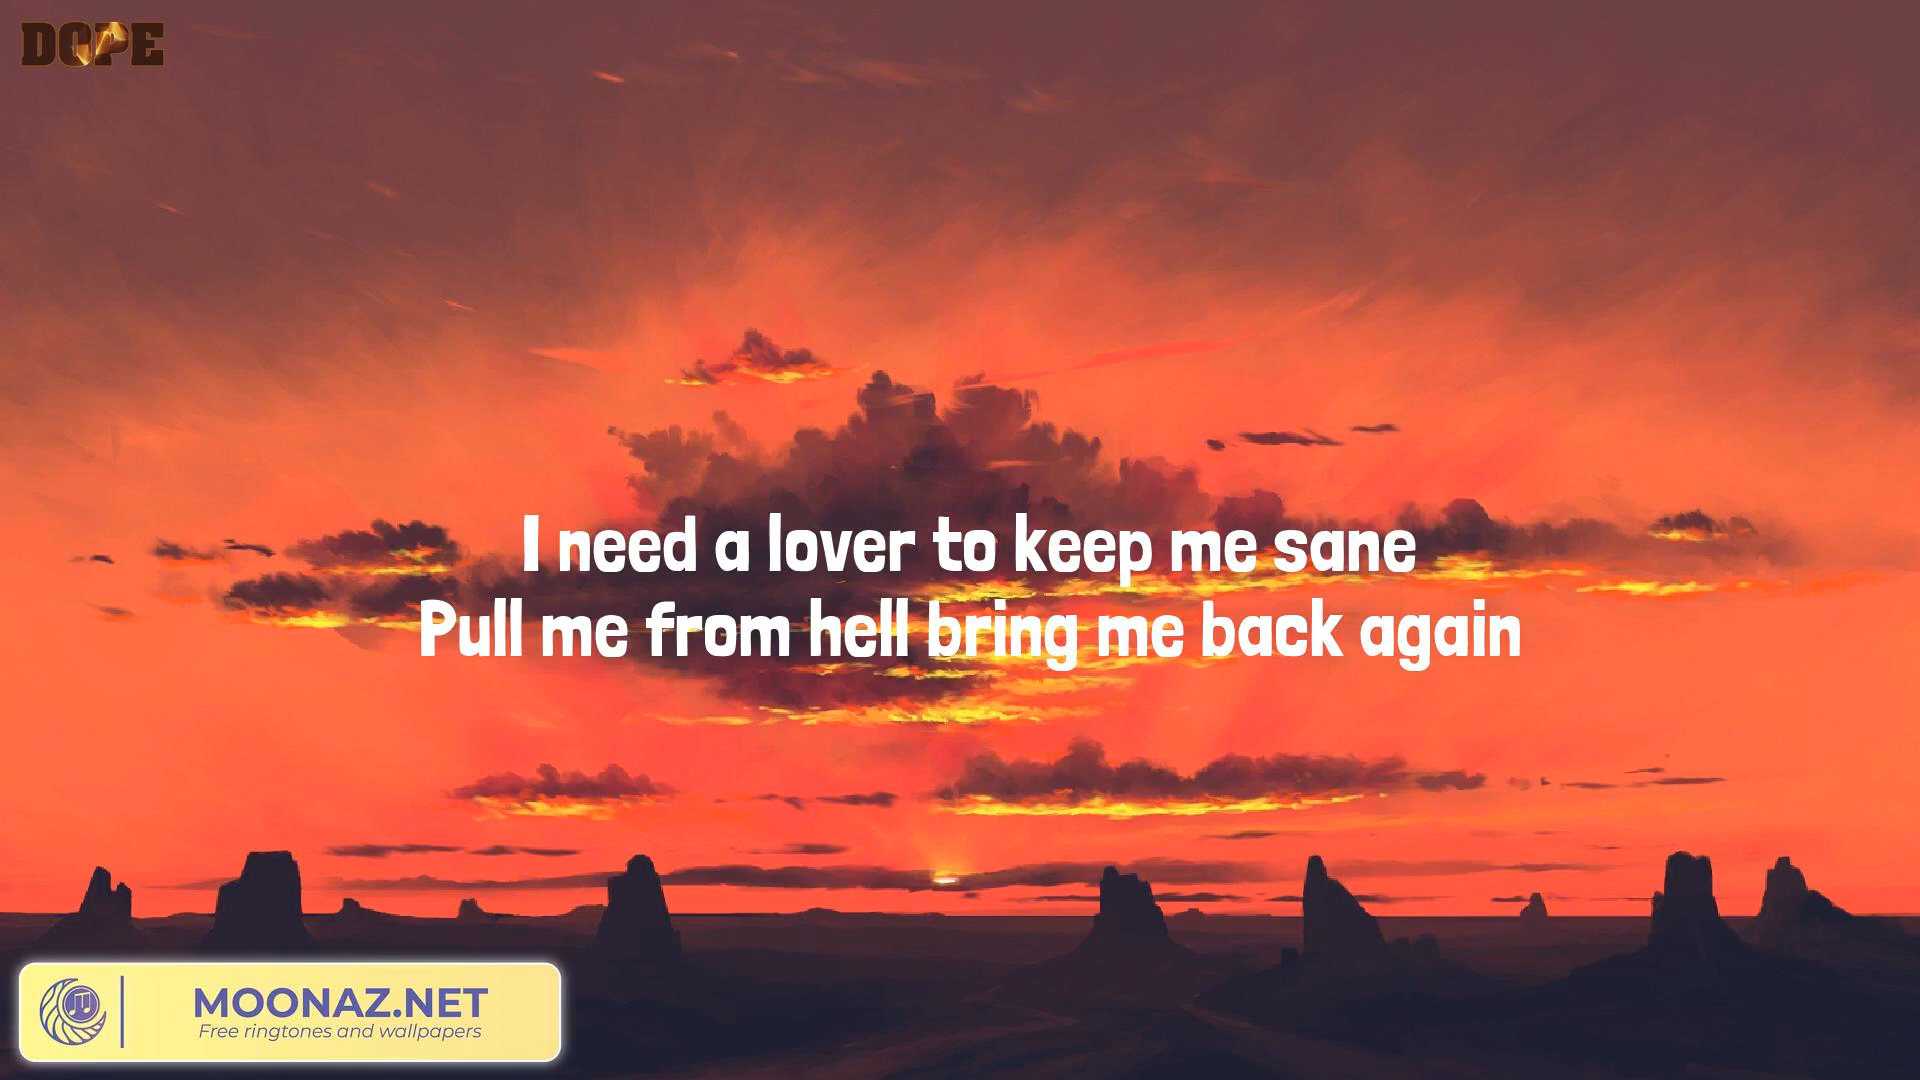 DOPE
I need a lover to keep me sane
Pull me from hell bring me back again
MOONAZ.NET
Free ringtones and wallpapers